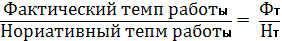 Фактический темп работы = Фт
Нориативный тепм работы Нт